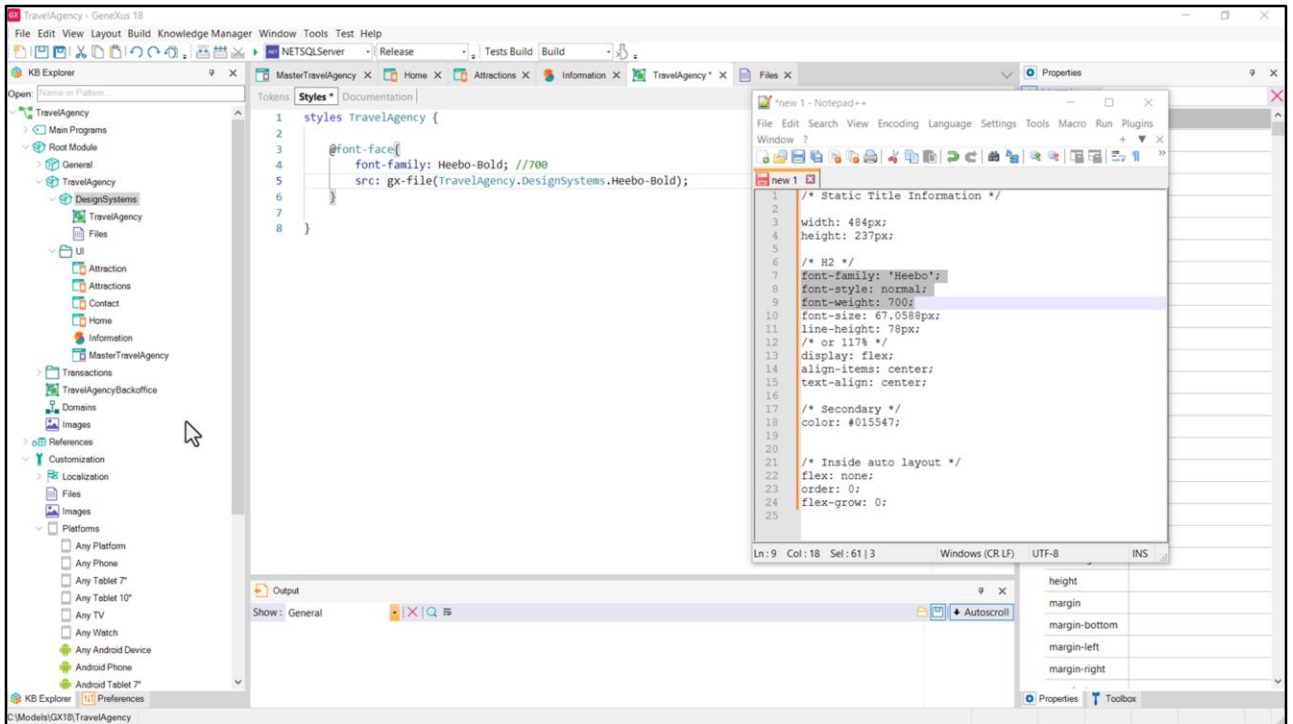 TravelAgency - GeneXus 18
File Edit View Layout Build Knowledge Manager Window Tools Test Help
NETSQLServer Release Tests Build Build
KB Explorer
Open: Name or Pattern...
TravelAgency
Main Programs
Root Module
General
TravelAgency
DesignSystems
TravelAgency
Files
UI
Attraction
Attractions
Contact
Home
Information
MasterTravelAgency
Transactions
TravelAgencyBackoffice
Domains
Images
References
Customization
Localization
Files
Images
Platforms
Any Platform
Any Phone
Any Tablet 7"
Any Tablet 10"
Any TV
Any Watch
Any Android Device
Android Phone
Android Tablet 7"
KB Explorer Preferences
C:\Models\GX18\TravelAgency
MasterTravelAgency X Home X Attractions X Information X TravelAgency* X Files X
Tokens Styles * Documentation
1 styles TravelAgency {
2
3 @font-face{
4 font-family: Heebo-Bold; //700
5 src: gx-file(TravelAgency.DesignSystems.Heebo-Bold);
6 }
7
8 }
Output
Show: General Autoscroll
*new 1 - Notepad++
File Edit Search View Encoding Language Settings Tools Macro Run Plugins
Window ?
new 1
1 /* Static Title Information */
2
3 width: 484px;
4 height: 237px;
5
6 /* H2 */
7 font-family: 'Heebo';
8 font-style: normal;
9 font-weight: 700;
10 font-size: 67.0588px;
11 line-height: 78px;
12 /* or 117% */
13 display: flex;
14 align-items: center;
15 text-align: center;
16
17 /* Secondary */
18 color: #015547;
19
20
21 /* Inside auto layout */
22 flex: none;
23 order: 0;
24 flex-grow: 0;
25
Ln: 9 Col: 18 Sel: 61 | 3 Windows (CR LF) UTF-8 INS
Properties
height
margin
margin-bottom
margin-left
margin-right
Properties Toolbox